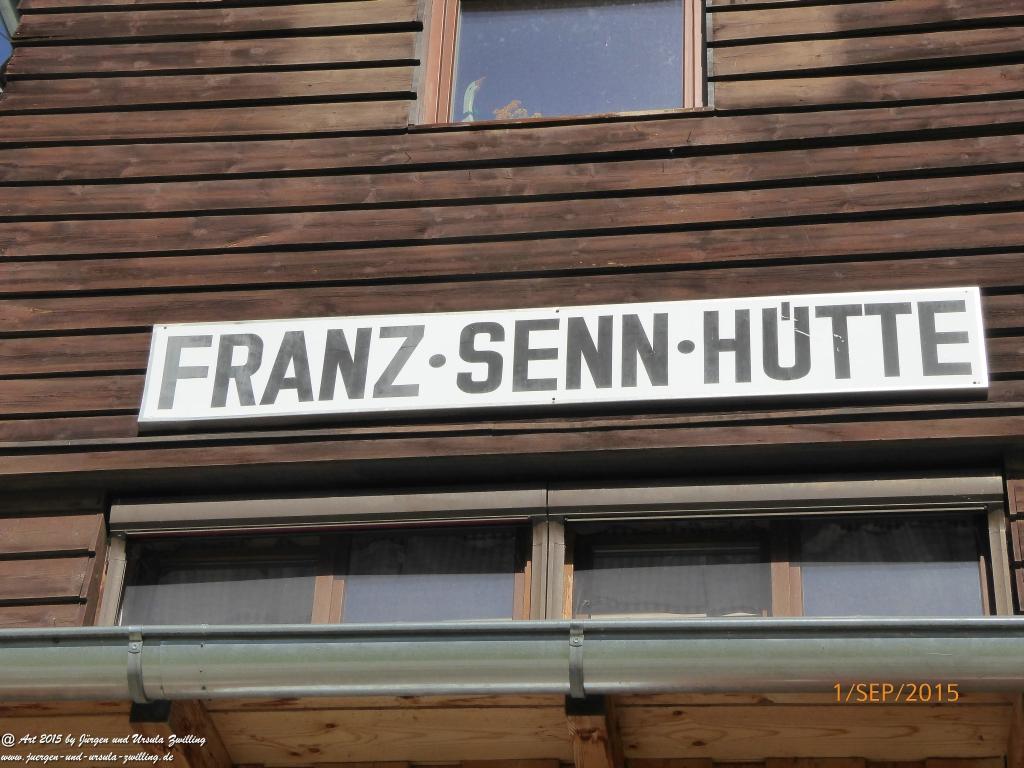 FRANZ·SENN·HÜTTE
1/SEP/2015
@ Art 2015 by Jürgen und Ursula Zwilling
www.juergen-und-ursula-zwilling.de